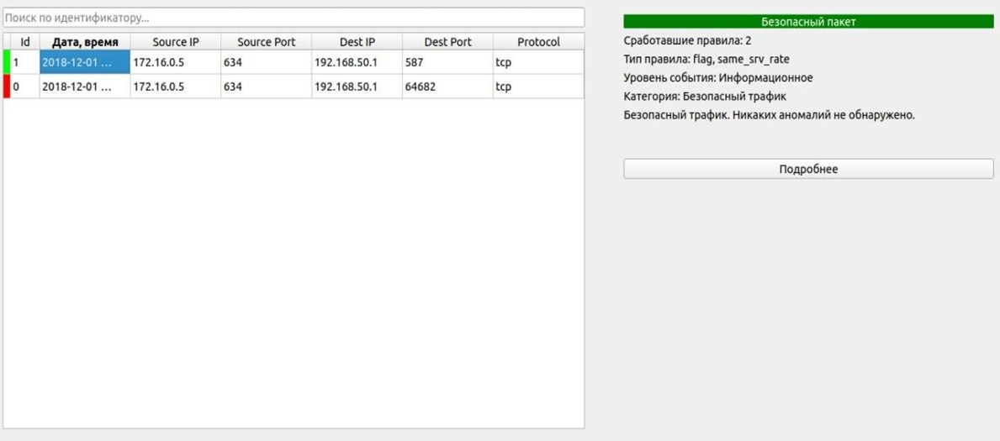 Поиск по идентификатору...
Id Дата, время Source IP Source Port Dest IP Dest Port Protocol
1 2018-12-01 ... 172.16.0.5 634 192.168.50.1 587 tcp
0 2018-12-01 ... 172.16.0.5 634 192.168.50.1 64682 tcp
Безопасный пакет
Сработавшие правила: 2
Тип правила: flag, same_srv_rate
Уровень события: Информационное
Категория: Безопасный трафик
Безопасный трафик. Никаких аномалий не обнаружено.
Подробнее